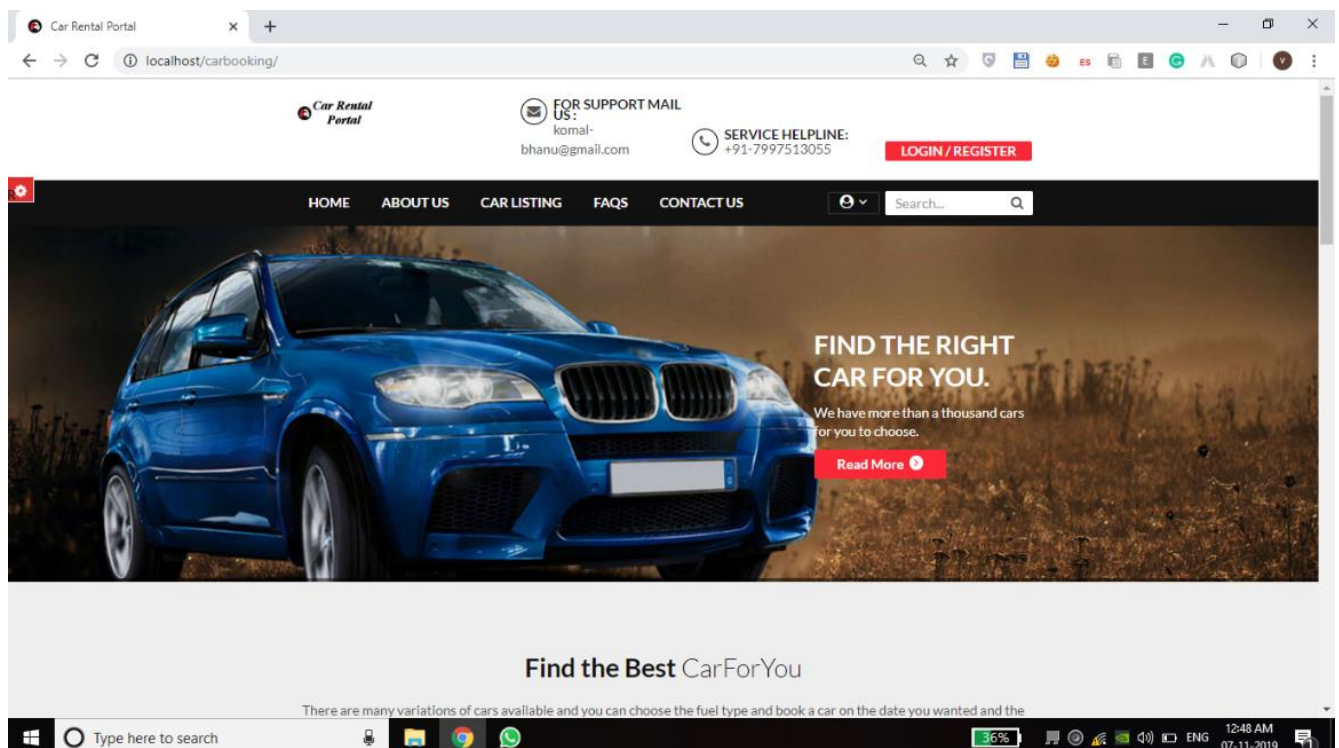 Car Rental Portal
localhost/carbooking/
ES
E
V
Car Rental
Portal
FOR SUPPORT MAIL
US :
komal-
bhanu@gmail.com
SERVICE HELPLINE:
+91-7997513055
LOGIN / REGISTER
HOME ABOUT US CAR LISTING FAQS CONTACT US
Search...
FIND THE RIGHT
CAR FOR YOU.
We have more than a thousand cars
for you to choose.
Read More
Find the Best CarForYou
There are many variations of cars available and you can choose the fuel type and book a car on the date you wanted and the
Type here to search
36%
ENG
12:48 AM
07-11-2019